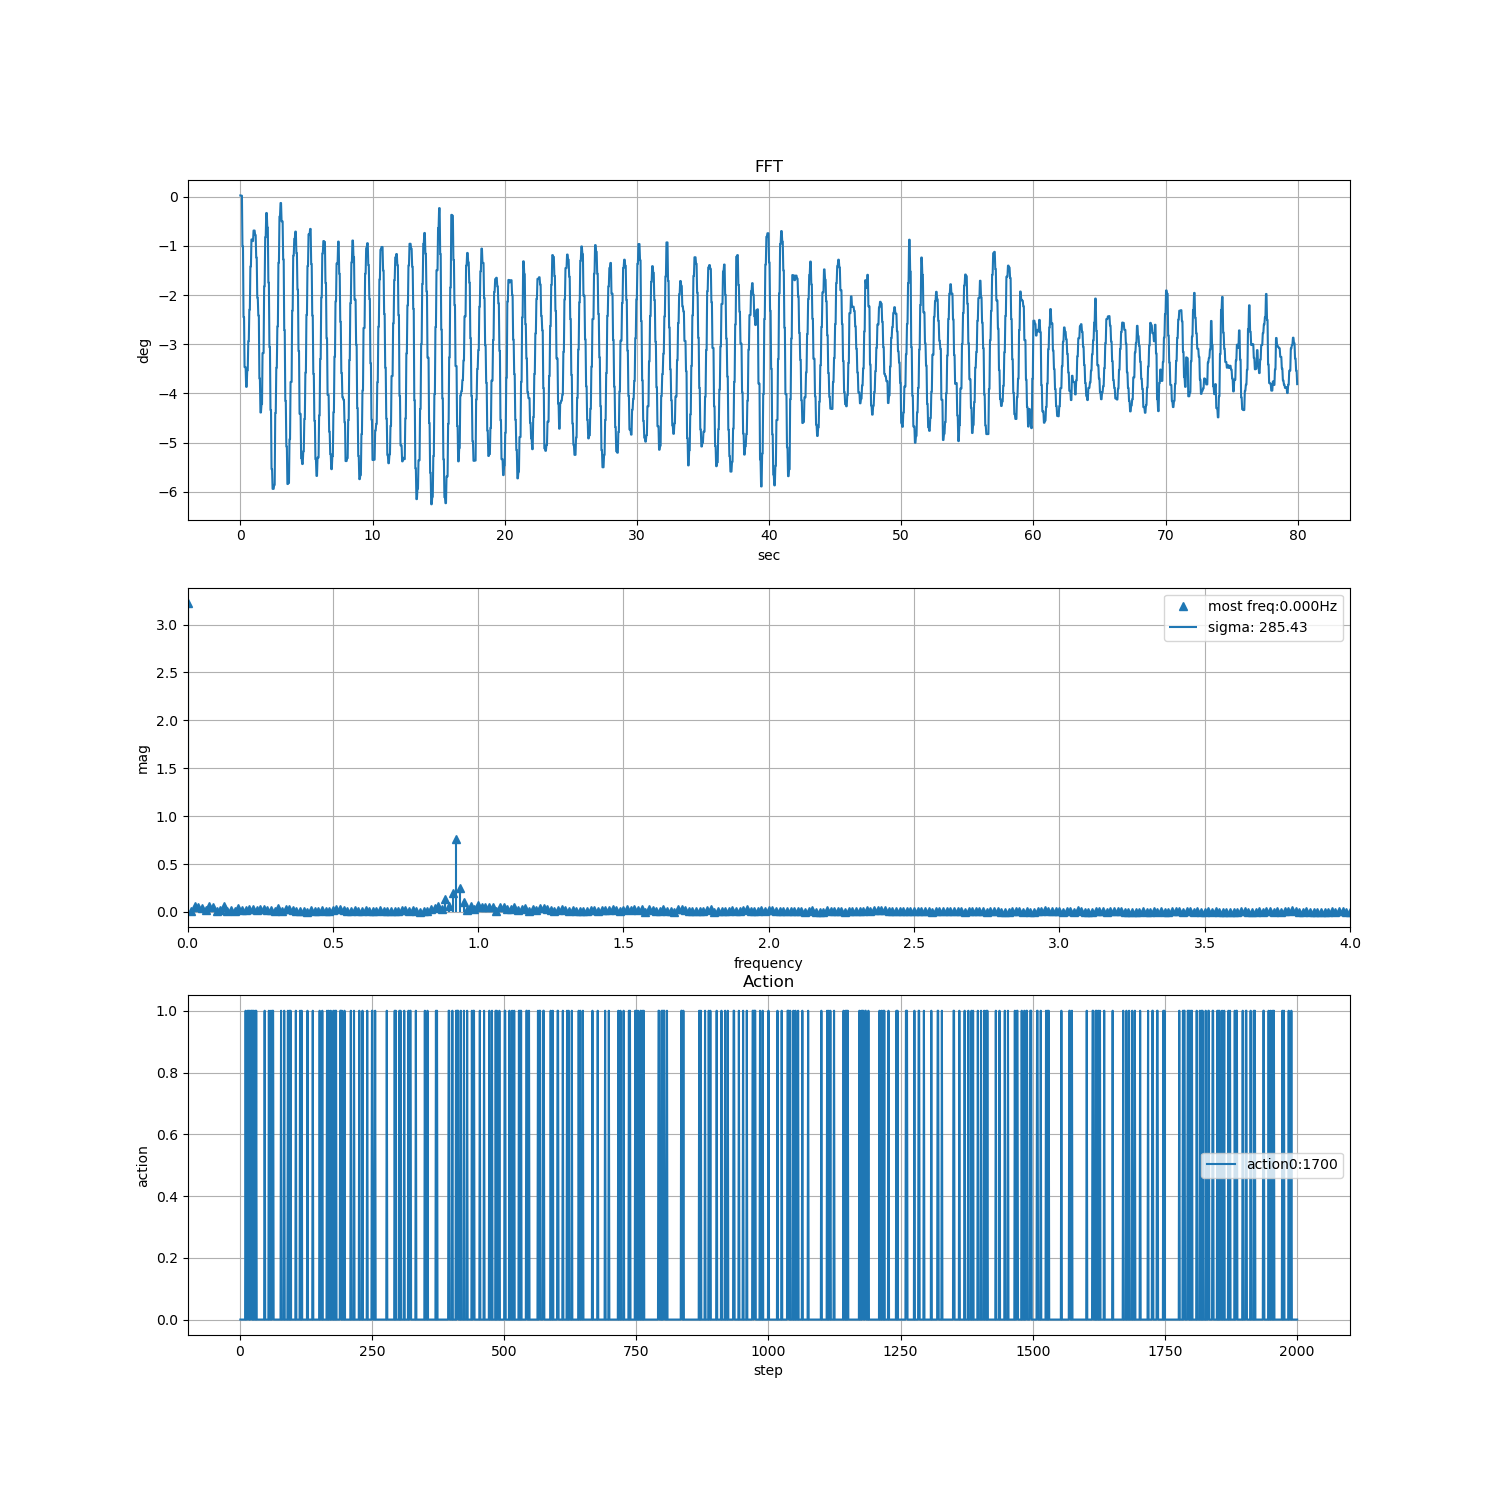 FFT
0
−1
−2
−3
−4
−5
−6
deg
0 10 20 30 40 50 60 70 80
sec
most freq:0.000Hz
sigma: 285.43
3.0
2.5
2.0
1.5
1.0
0.5
0.0
mag
0.0 0.5 1.0 1.5 2.0 2.5 3.0 3.5 4.0
frequency
Action
1.0
0.8
0.6
0.4
0.2
0.0
action
action0:1700
0 250 500 750 1000 1250 1500 1750 2000
step